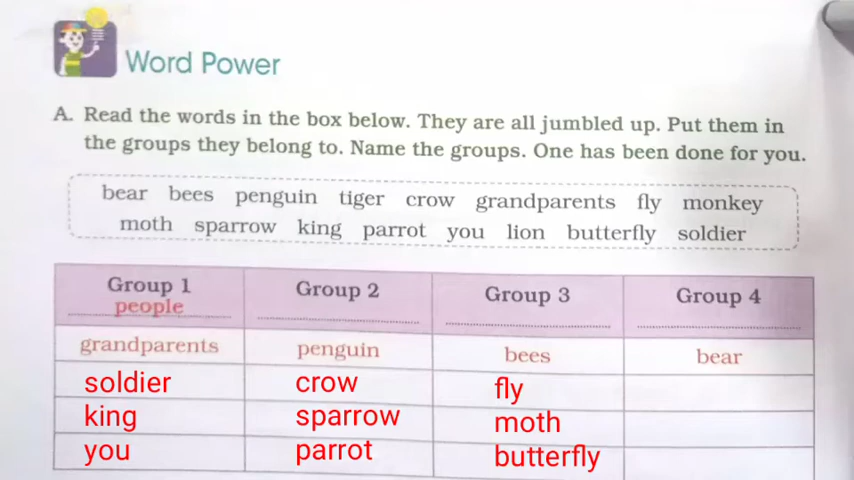 Word Power
A. Read the words in the box below. They are all jumbled up. Put them in
the groups they belong to. Name the groups. One has been done for you.
bear bees penguin tiger crow grandparents fly monkey
moth sparrow king parrot you lion butterfly soldier
Group 1 Group 2 Group 3 Group 4
people
grandparents penguin bees bear
soldier crow fly
king sparrow moth
you parrot butterfly